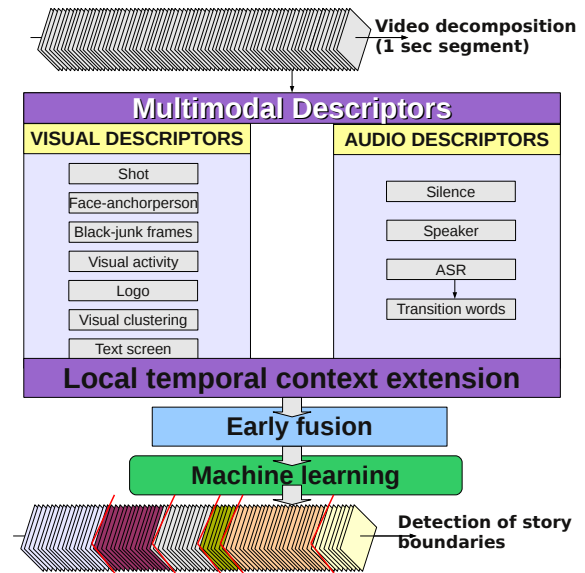 Video decomposition
(1 sec segment)
Multimodal Descriptors
VISUAL DESCRIPTORS
Shot
Face-anchorperson
Black-junk frames
Visual activity
Logo
Visual clustering
Text screen
AUDIO DESCRIPTORS
Silence
Speaker
ASR
Transition words
Local temporal context extension
Early fusion
Machine learning
Detection of story
boundaries